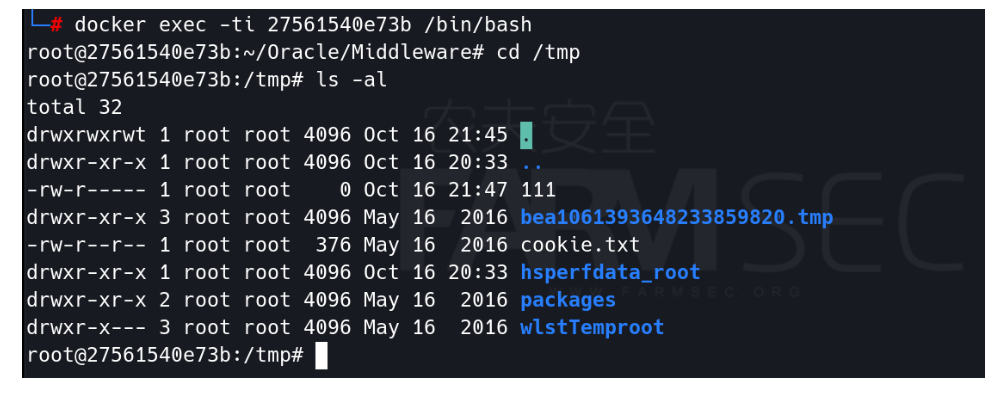 └─# docker exec -ti 27561540e73b /bin/bash
root@27561540e73b:~/Oracle/Middleware# cd /tmp
root@27561540e73b:/tmp# ls -al
total 32
drwxrwxrwt 1 root root 4096 Oct 16 21:45 .
drwxr-xr-x 1 root root 4096 Oct 16 20:33 ..
-rw-r----- 1 root root    0 Oct 16 21:47 111
drwxr-xr-x 3 root root 4096 May 16  2016 bea1061393648233859820.tmp
-rw-r--r-- 1 root root  376 May 16  2016 cookie.txt
drwxr-xr-x 1 root root 4096 Oct 16 20:33 hsperfdata_root
drwxr-xr-x 2 root root 4096 May 16  2016 packages
drwxr-x--- 3 root root 4096 May 16  2016 wlstTemproot
root@27561540e73b:/tmp#
农夫安全
FARMSEC
WWW.FARMSEC.ORG